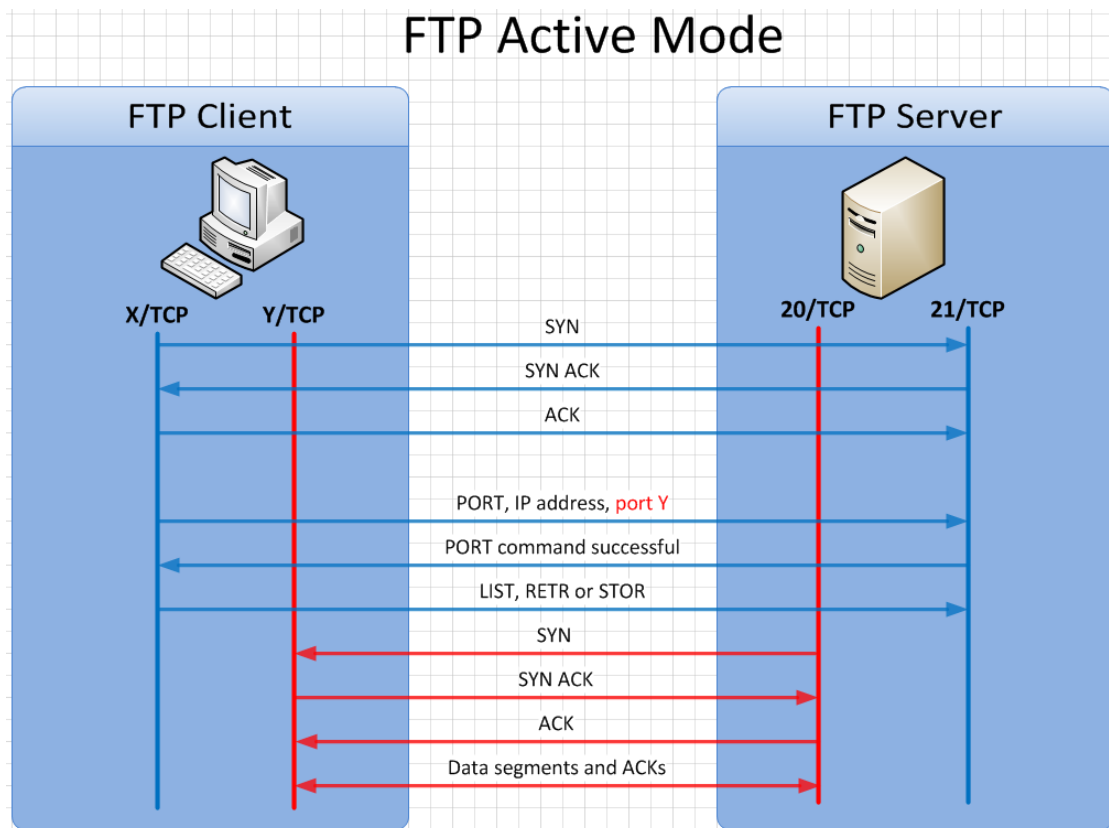 FTP Active Mode
FTP Client
FTP Server
X/TCP
Y/TCP
20/TCP
21/TCP
SYN
SYN ACK
ACK
PORT, IP address, port Y
PORT command successful
LIST, RETR or STOR
SYN
SYN ACK
ACK
Data segments and ACKs